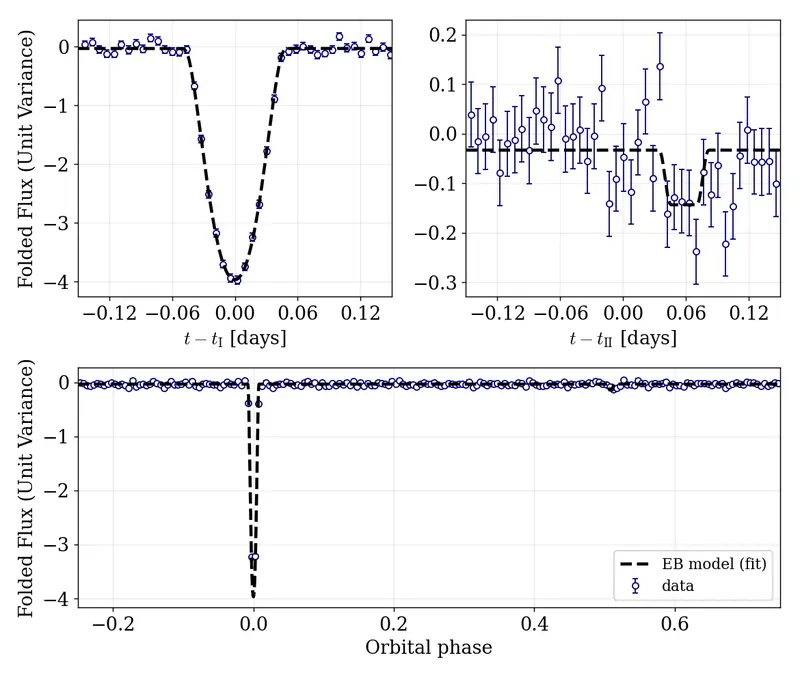 0
−1
−2
−3
−4
Folded Flux (Unit Variance)
−0.12 −0.06 0.00 0.06 0.12
t − tI [days]
0.2
0.1
0.0
−0.1
−0.2
−0.3
−0.12 −0.06 0.00 0.06 0.12
t − tII [days]
0
−1
−2
−3
−4
Folded Flux (Unit Variance)
EB model (fit)
data
−0.2 0.0 0.2 0.4 0.6
Orbital phase